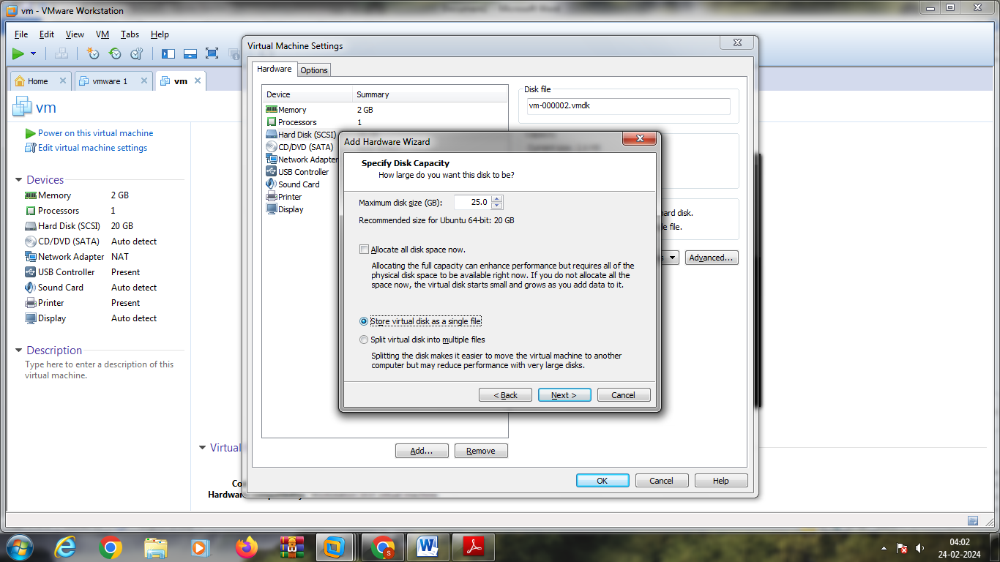 vm - VMware Workstation
File Edit View VM Tabs Help
Home
vmware 1
vm
vm
Power on this virtual machine
Edit virtual machine settings
Devices
Memory 2 GB
Processors 1
Hard Disk (SCSI) 20 GB
CD/DVD (SATA) Auto detect
Network Adapter NAT
USB Controller Present
Sound Card Auto detect
Printer Present
Display Auto detect
Description
Type here to enter a description of this
virtual machine.
Virtual
Virtual Machine Settings
Hardware Options
Device Summary
Memory 2 GB
Processors 1
Hard Disk (SCSI)
CD/DVD (SATA)
Network Adapter
USB Controller
Sound Card
Printer
Display
Add...
Remove
Disk file
vm-000002.vmdk
hard disk.
file.
Advanced...
OK
Cancel
Help
Add Hardware Wizard
Specify Disk Capacity
How large do you want this disk to be?
Maximum disk size (GB): 25.0
Recommended size for Ubuntu 64-bit: 20 GB
Allocate all disk space now.
Allocating the full capacity can enhance performance but requires all of the
physical disk space to be available right now. If you do not allocate all the
space now, the virtual disk starts small and grows as you add data to it.
Store virtual disk as a single file
Split virtual disk into multiple files
Splitting the disk makes it easier to move the virtual machine to another
computer but may reduce performance with very large disks.
< Back
Next >
Cancel
04:02
24-02-2024